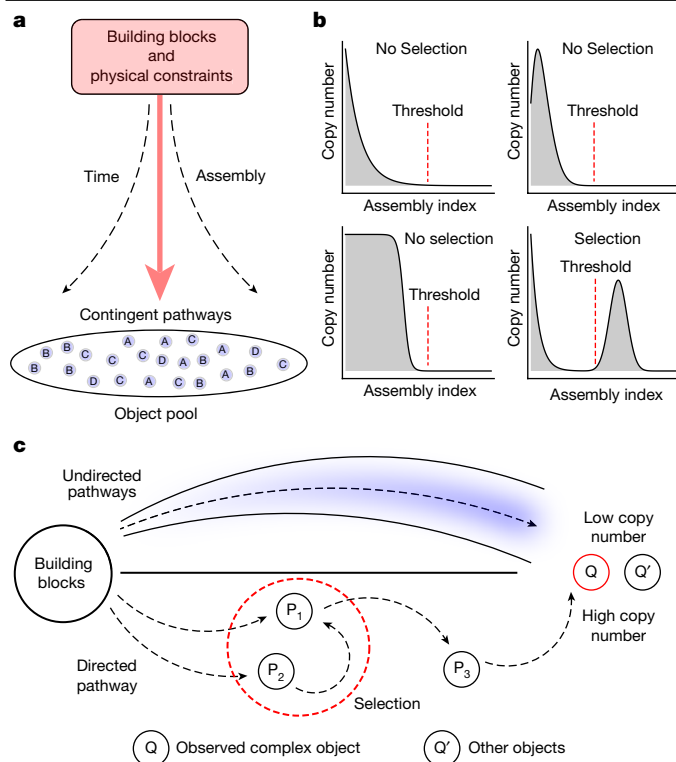 a
Building blocks
and
physical constraints
Time
Assembly
Contingent pathways
A
A
C
B
B
A
D
B
C
C
C
D
A
B
C
B
B
A
B
D
C
A
C
B
Object pool
b
No Selection
Threshold
Copy number
Assembly index
No Selection
Threshold
Copy number
Assembly index
No selection
Threshold
Copy number
Assembly index
Selection
Threshold
Copy number
Assembly index
c
Undirected
pathways
Building
blocks
Low copy
number
Q
Q'
High copy
number
P1
P2
P3
Directed
pathway
Selection
Q Observed complex object
Q' Other objects